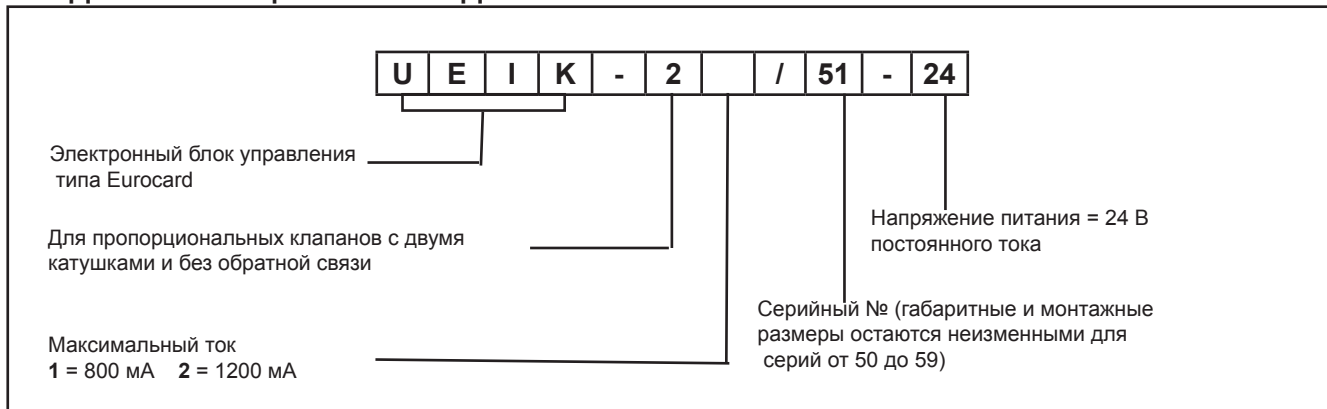 U E I K - 2 / 51 - 24
Электронный блок управления
типа Eurocard
Для пропорциональных клапанов с двумя
катушками и без обратной связи
Максимальный ток
1 = 800 мА 2 = 1200 мА
Напряжение питания = 24 В
постоянного тока
Серийный № (габаритные и монтажные
размеры остаются неизменными для
серий от 50 до 59)